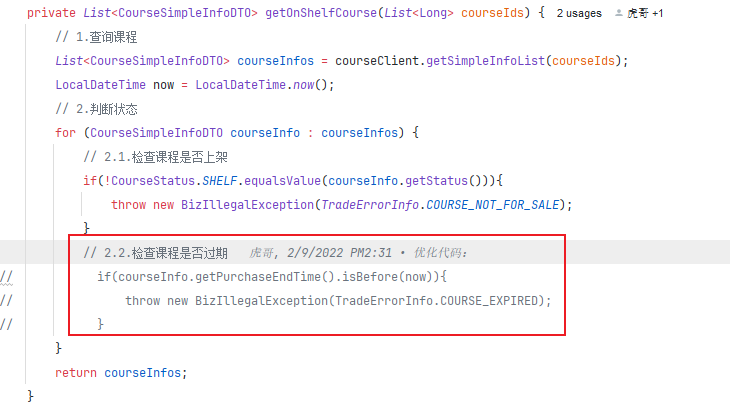 private List<CourseSimpleInfoDTO> getOnShelfCourse(List<Long> courseIds) { 2 usages 虎哥 +1
// 1.查询课程
List<CourseSimpleInfoDTO> courseInfos = courseClient.getSimpleInfoList(courseIds);
LocalDateTime now = LocalDateTime.now();
// 2.判断状态
for (CourseSimpleInfoDTO courseInfo : courseInfos) {
// 2.1.检查课程是否上架
if(!CourseStatus.SHELF.equalsValue(courseInfo.getStatus())){
throw new BizIllegalException(TradeErrorInfo.COURSE_NOT_FOR_SALE);
}
// 2.2.检查课程是否过期 虎哥, 2/9/2022 PM2:31 • 优化代码:
// if(courseInfo.getPurchaseEndTime().isBefore(now)){
// throw new BizIllegalException(TradeErrorInfo.COURSE_EXPIRED);
// }
}
return courseInfos;
}